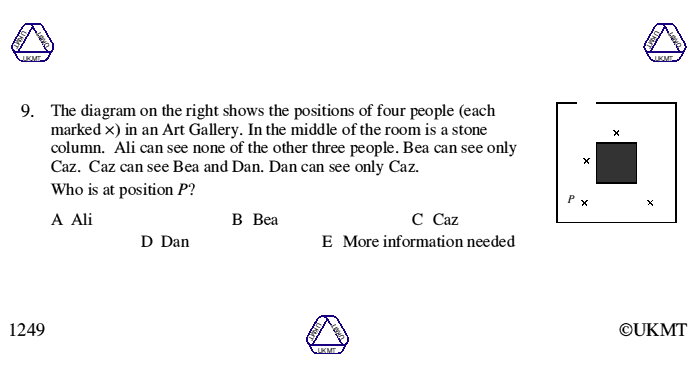 UKMT UKMT UKMT
UKMT UKMT UKMT
9. The diagram on the right shows the positions of four people (each
marked ×) in an Art Gallery. In the middle of the room is a stone
column. Ali can see none of the other three people. Bea can see only
Caz. Caz can see Bea and Dan. Dan can see only Caz.
Who is at position P?
A Ali B Bea C Caz
D Dan E More information needed
P
1249
UKMT UKMT UKMT
©UKMT